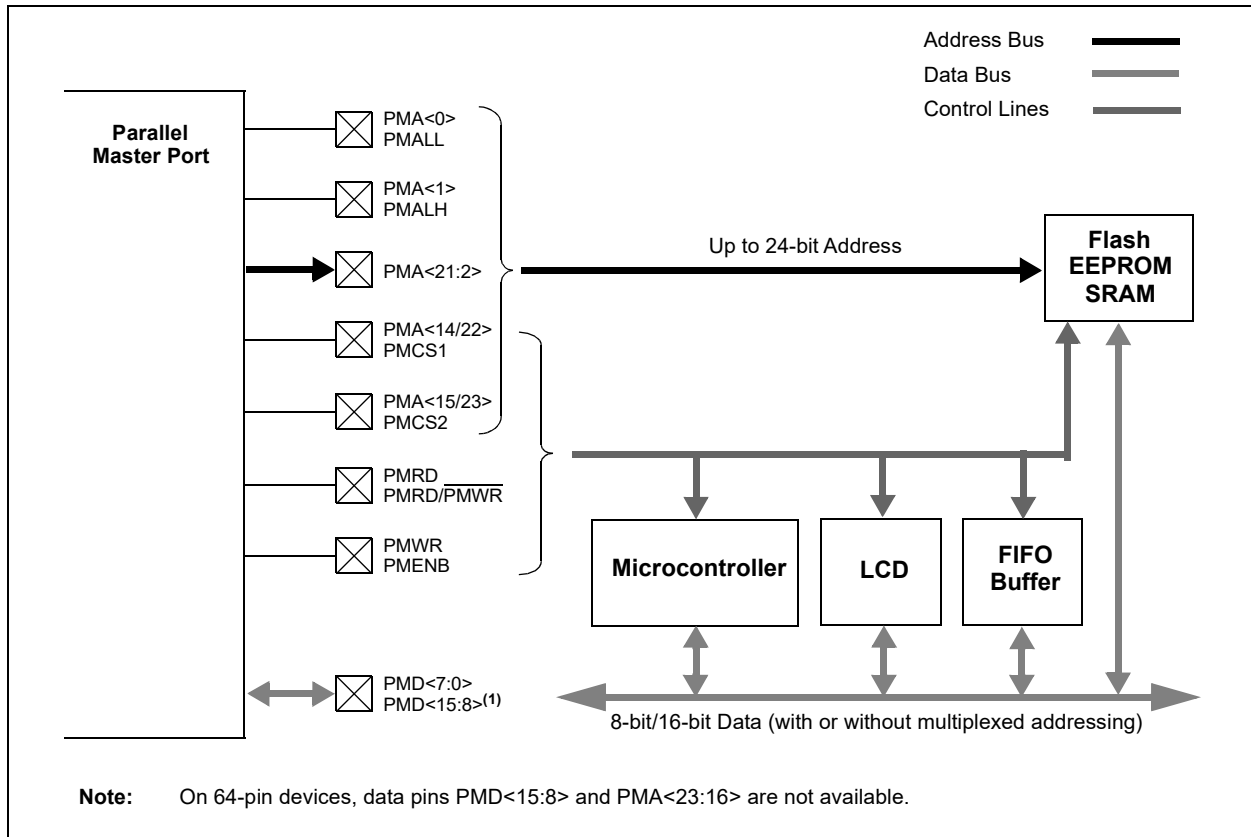 Address Bus
Data Bus
Control Lines
Parallel
Master Port
PMA<0>
PMALL
PMA<1>
PMALH
PMA<21:2>
PMA<14/22>
PMCS1
PMA<15/23>
PMCS2
PMRD
PMRD/PMWR
PMWR
PMENB
PMD<7:0>
PMD<15:8>(1)
Up to 24-bit Address
Flash
EEPROM
SRAM
Microcontroller
LCD
FIFO
Buffer
8-bit/16-bit Data (with or without multiplexed addressing)
Note: On 64-pin devices, data pins PMD<15:8> and PMA<23:16> are not available.